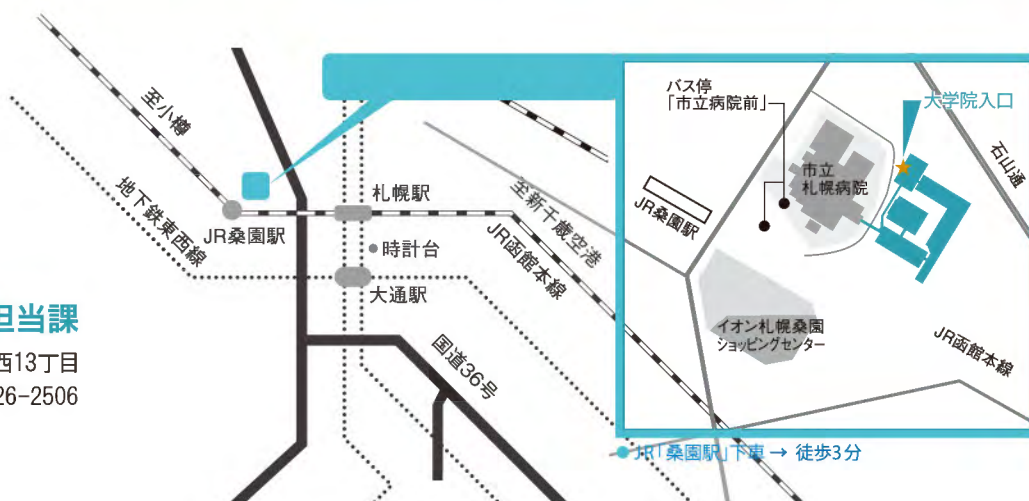 至小樽
地下鉄東西線
JR桑園駅
札幌駅
時計台
大通駅
至新千歳空港
JR函館本線
国道36号
担当課
西13丁目
26-2506
バス停
「市立病院前」
大学院入口
石山通
市立
札幌病院
JR桑園駅
イオン札幌桑園
ショッピングセンター
JR函館本線
●JR「桑園駅」下車 → 徒歩3分